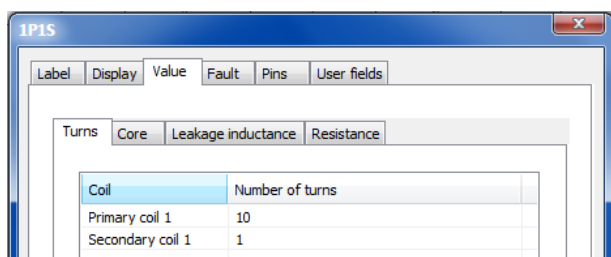 1P1S
Label Display Value Fault Pins User fields
Turns Core Leakage inductance Resistance
Coil Number of turns
Primary coil 1 10
Secondary coil 1 1